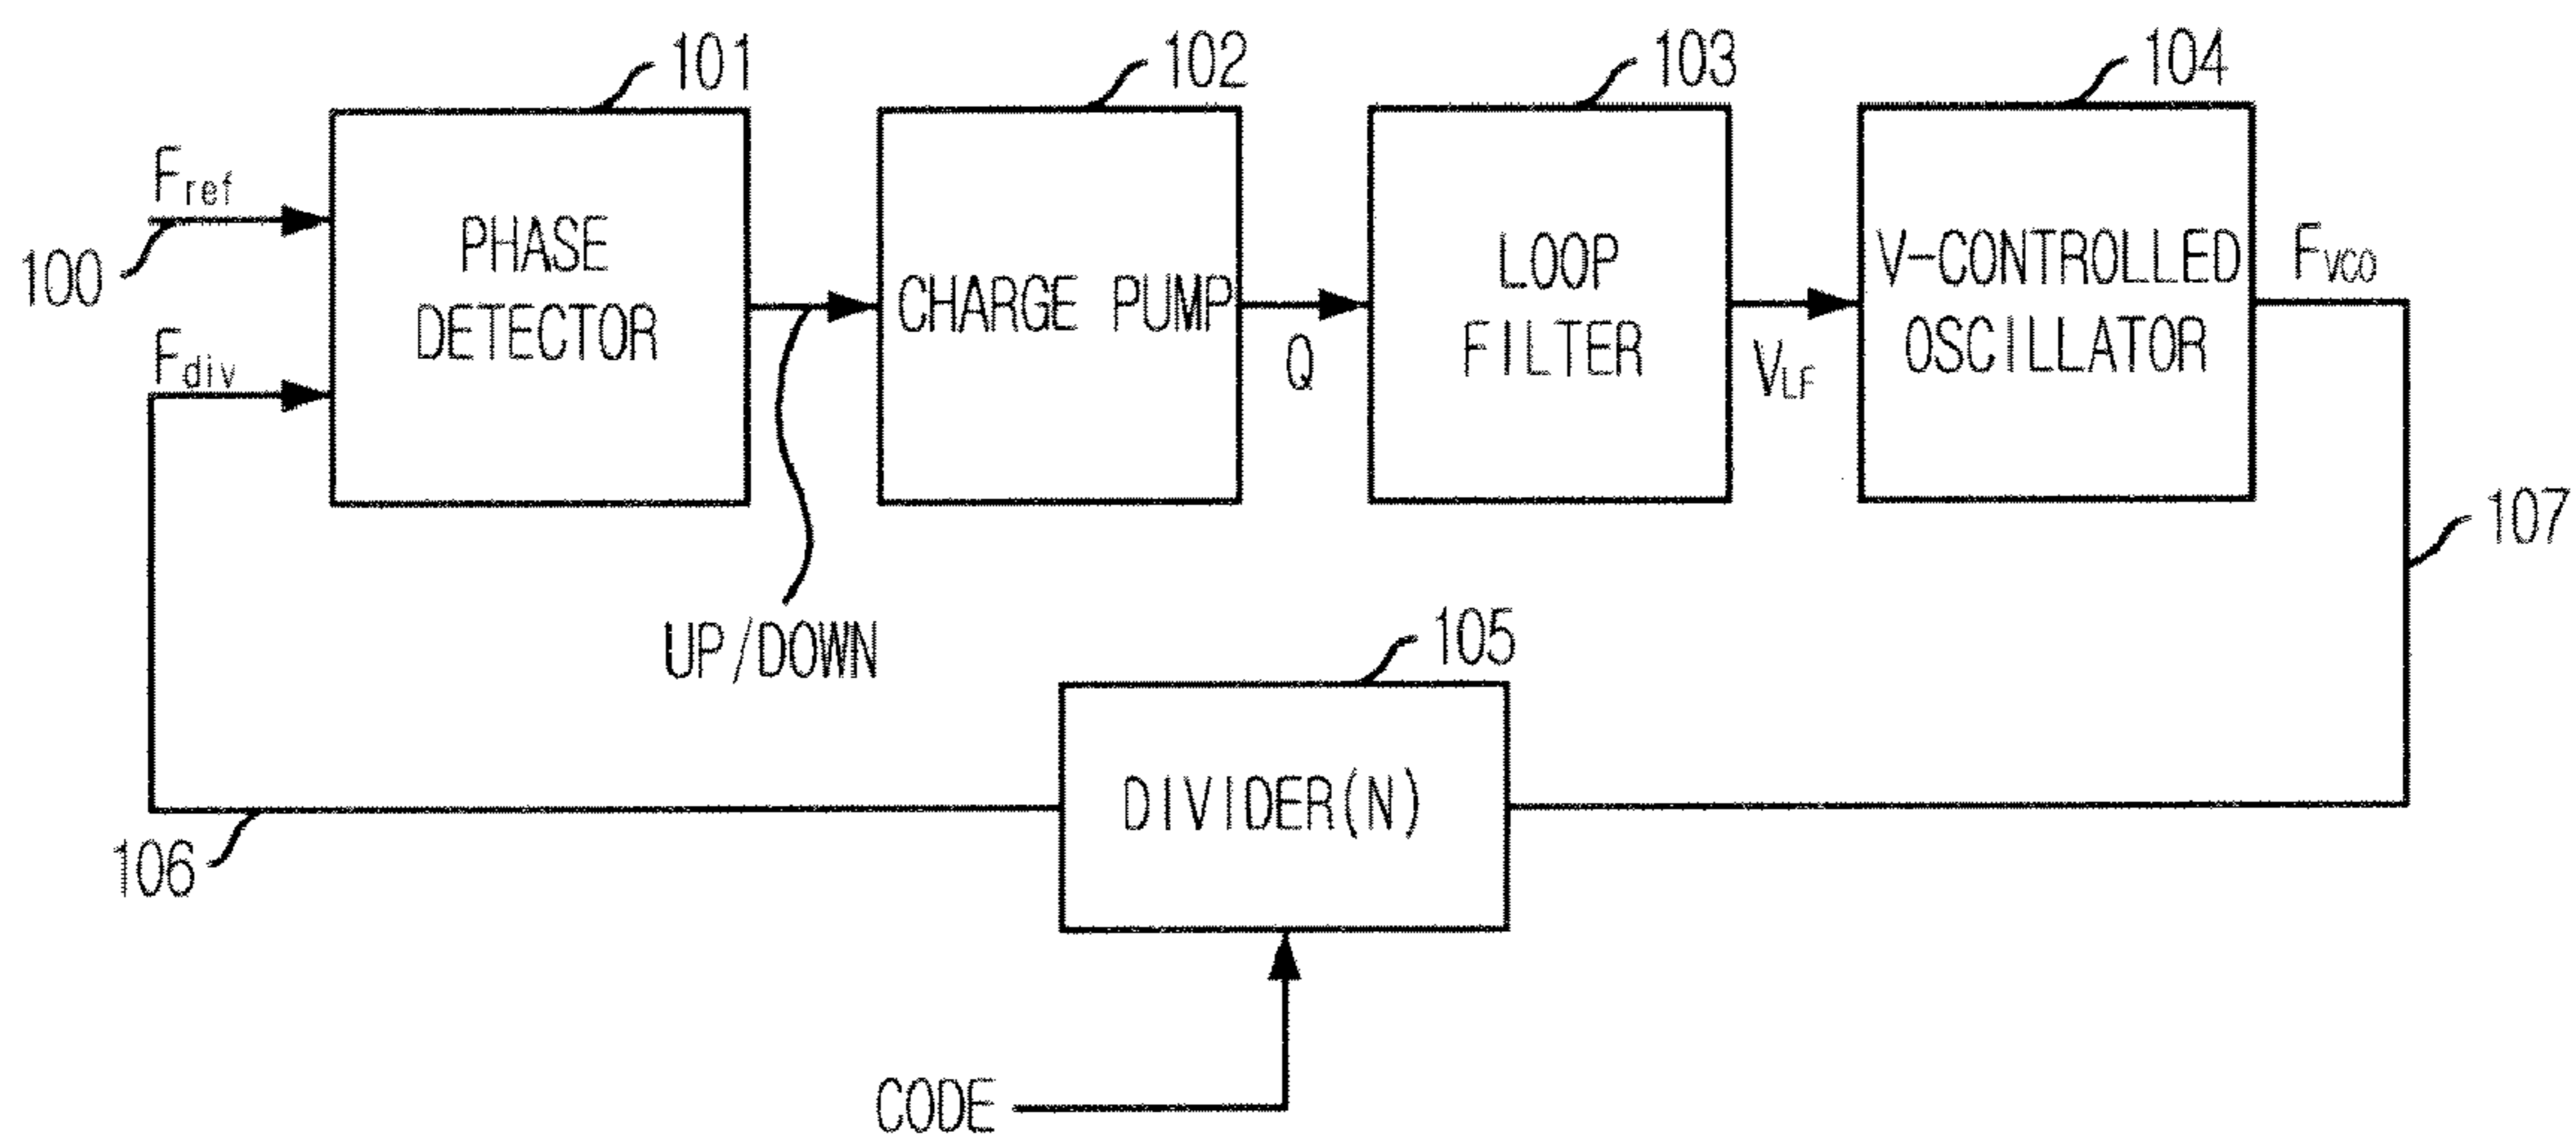 101
102
103
104
Fref
100
PHASE
DETECTOR
Fdiv
CHARGE PUMP
Q
LOOP
FILTER
VLF
V-CONTROLLED
OSCILLATOR
FVCO
107
UP/DOWN
105
DIVIDER(N)
106
CODE